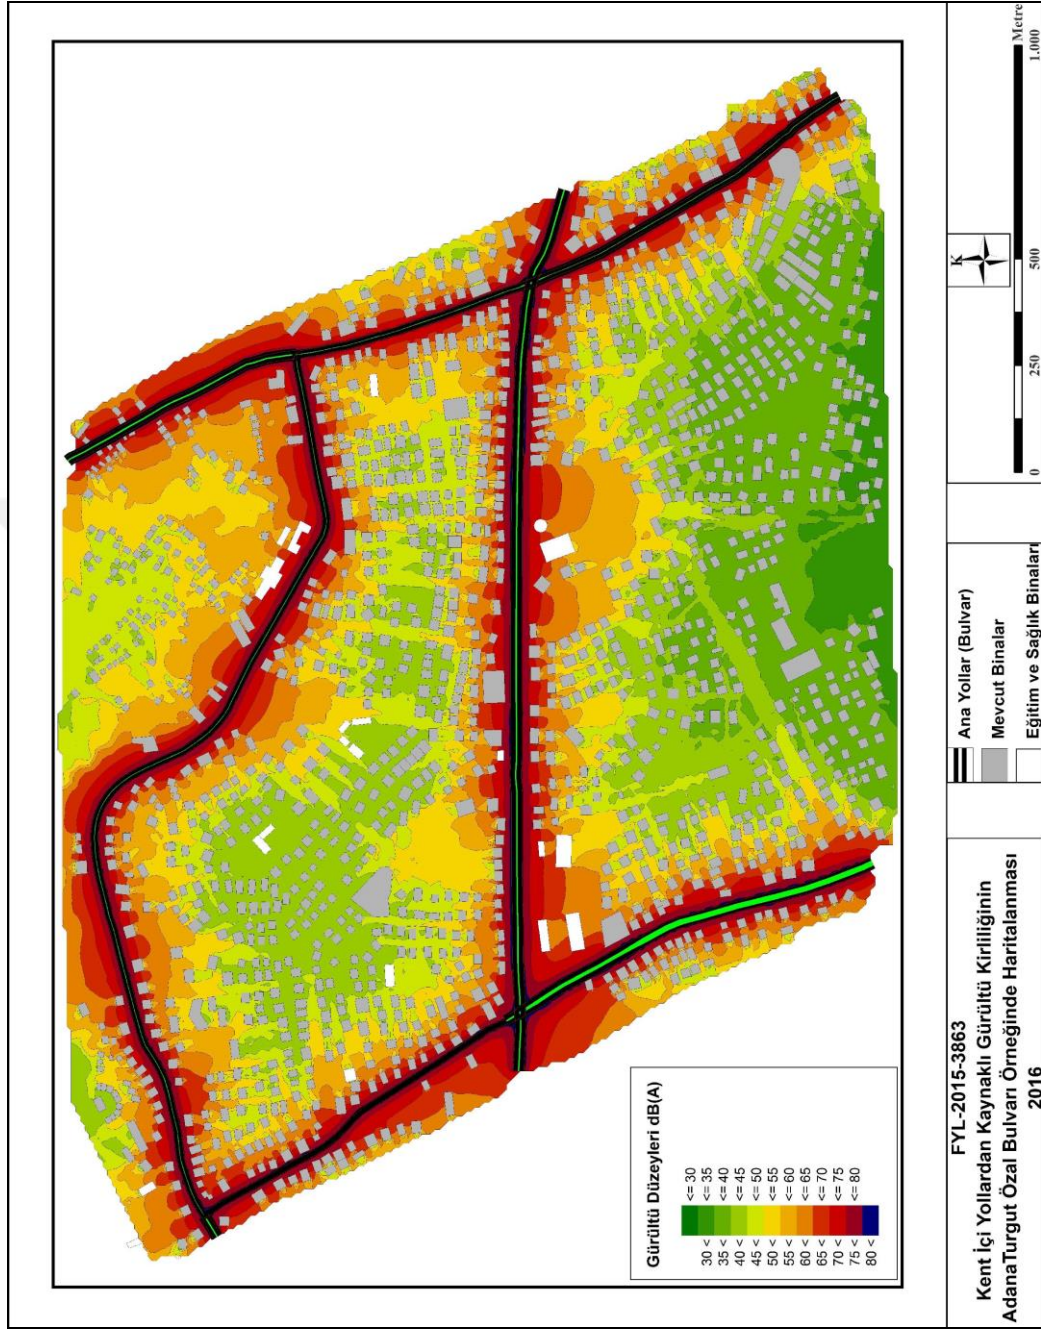 Gürültü Düzeyleri dB(A)
<= 30
30 < <= 35
35 < <= 40
40 < <= 45
45 < <= 50
50 < <= 55
55 < <= 60
60 < <= 65
65 < <= 70
70 < <= 75
75 < <= 80
80 <
FYL-2015-3863
Kent İçi Yollardan Kaynaklı Gürültü Kirliliğinin
AdanaTurgut Özal Bulvarı Örneğinde Haritalanması
2016
Ana Yollar (Bulvar)
Mevcut Binalar
Eğitim ve Sağlık Binaları
K
0 250 500 1.000
Metre